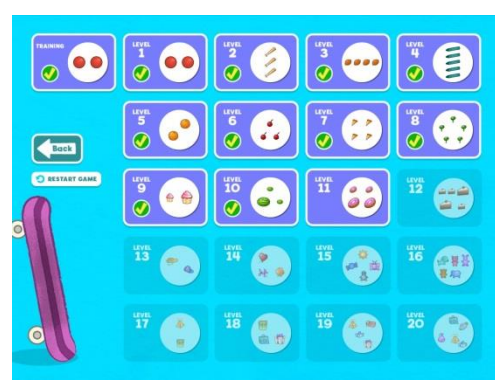 TRAINING
LEVEL
1
LEVEL
2
LEVEL
3
LEVEL
4
LEVEL
5
LEVEL
6
LEVEL
7
LEVEL
8
Back
RESTART GAME
LEVEL
9
LEVEL
10
LEVEL
11
LEVEL
12
LEVEL
13
LEVEL
14
LEVEL
15
LEVEL
16
LEVEL
17
LEVEL
18
LEVEL
19
LEVEL
20